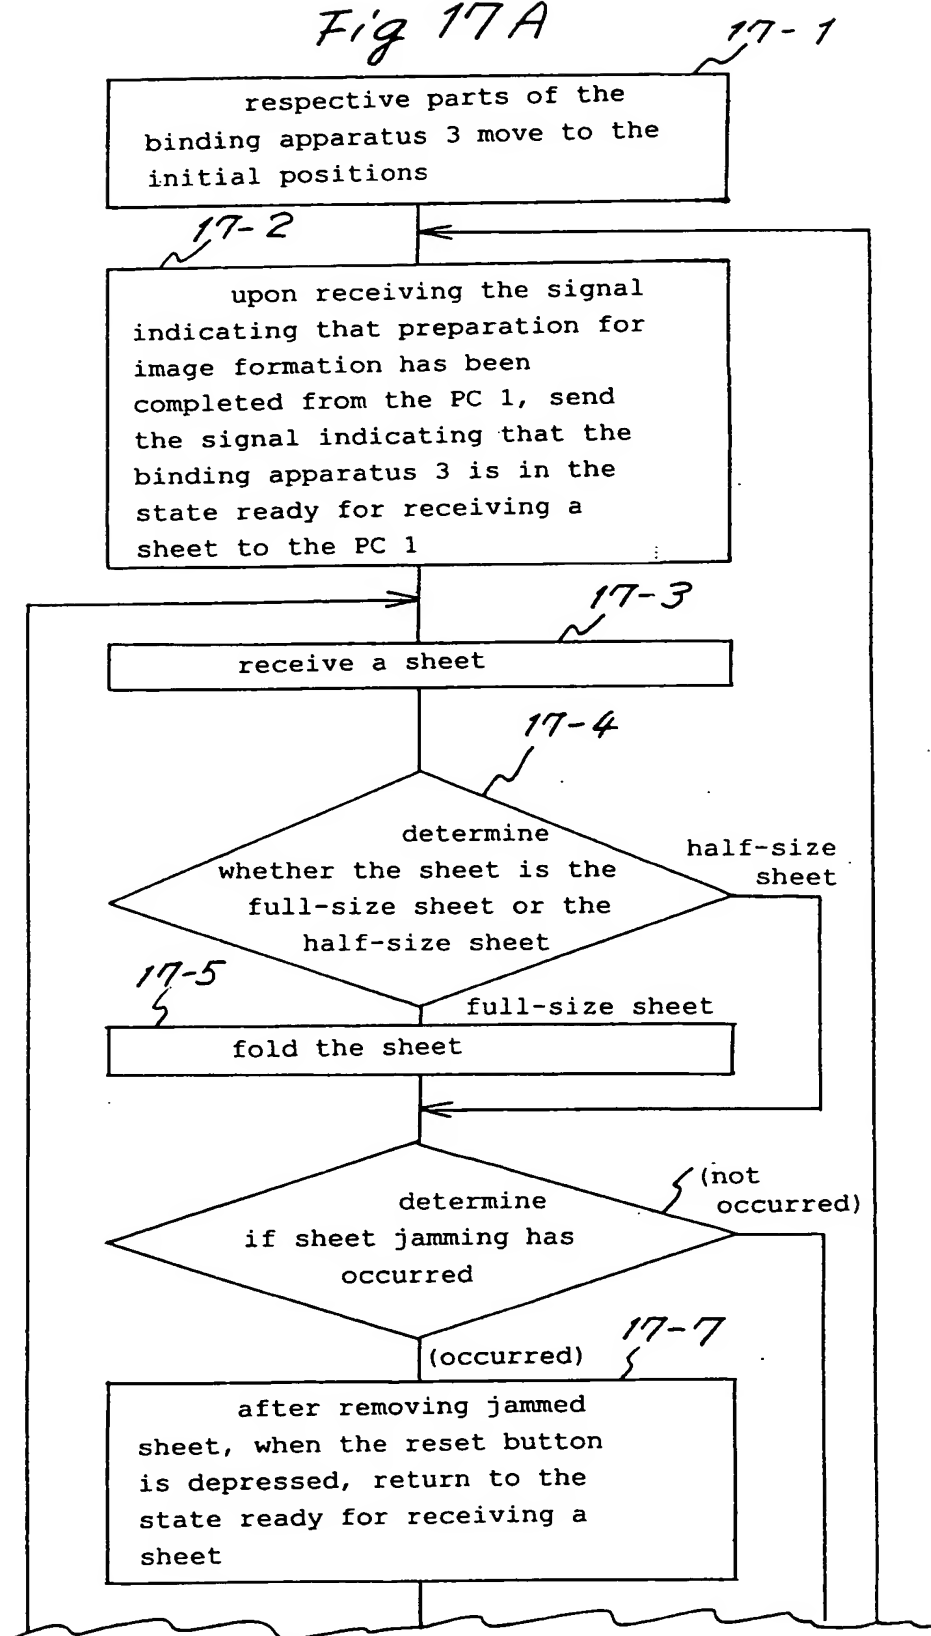 Fig 17A
17-1
respective parts of the
binding apparatus 3 move to the
initial positions
17-2
upon receiving the signal
indicating that preparation for
image formation has been
completed from the PC 1, send
the signal indicating that the
binding apparatus 3 is in the
state ready for receiving a
sheet to the PC 1
17-3
receive a sheet
17-4
determine
whether the sheet is the
full-size sheet or the
half-size sheet
half-size
sheet
17-5
full-size sheet
fold the sheet
(not
occurred)
determine
if sheet jamming has
occurred
17-7
(occurred)
after removing jammed
sheet, when the reset button
is depressed, return to the
state ready for receiving a
sheet